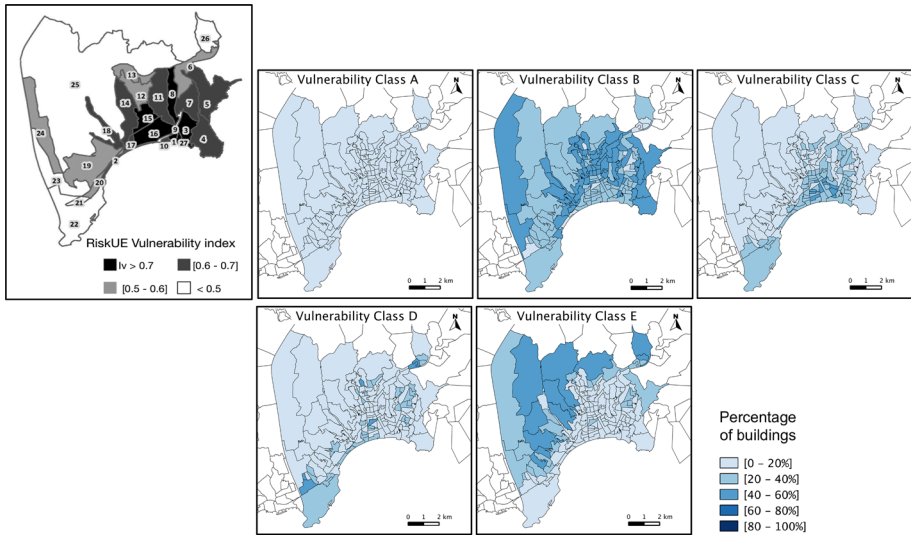 26
6
25
13
12
14
11
8
7
5
15
24
18
16
9
3
4
17
10
1
27
2
19
23
20
21
22
RiskUE Vulnerability index
Iv > 0.7
[0.6 - 0.7]
[0.5 - 0.6]
< 0.5
Vulnerability Class A
N
0 1 2 km
Vulnerability Class B
N
0 1 2 km
Vulnerability Class C
N
0 1 2 km
Vulnerability Class D
N
0 1 2 km
Vulnerability Class E
N
0 1 2 km
Percentage
of buildings
[0 – 20%]
[20 – 40%]
[40 – 60%]
[60 – 80%]
[80 – 100%]